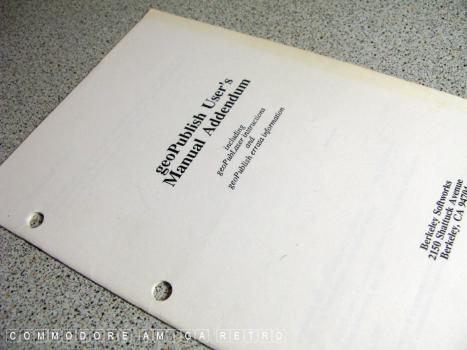 geoPublish User's
Manual Addendum
including
geoPubLaser instructions
and
geoPublish errata information
Berkeley Softworks
2150 Shattuck Avenue
Berkeley, CA
COMMODORE AMIGA RETRO